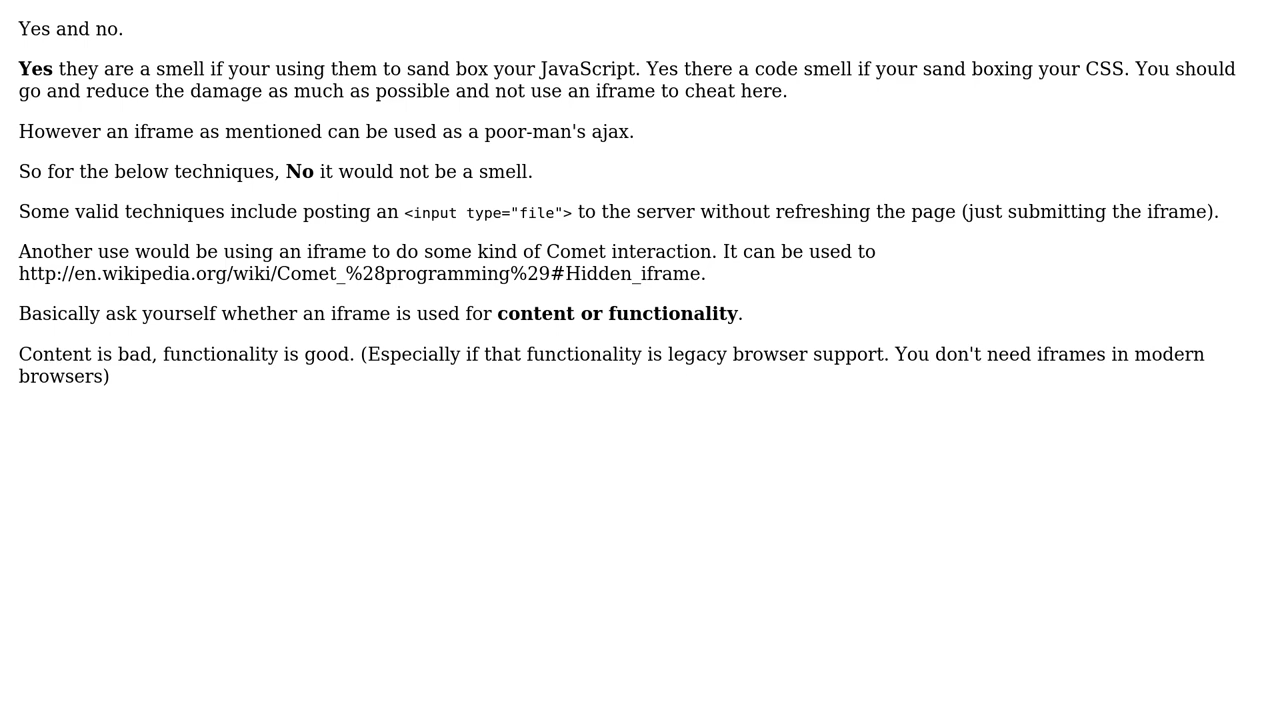 Yes and no.
Yes they are a smell if your using them to sand box your JavaScript. Yes there a code smell if your sand boxing your CSS. You should
go and reduce the damage as much as possible and not use an iframe to cheat here.
However an iframe as mentioned can be used as a poor-man's ajax.
So for the below techniques, No it would not be a smell.
Some valid techniques include posting an <input type="file"> to the server without refreshing the page (just submitting the iframe).
Another use would be using an iframe to do some kind of Comet interaction. It can be used to
http://en.wikipedia.org/wiki/Comet_%28programming%29#Hidden_iframe.
Basically ask yourself whether an iframe is used for content or functionality.
Content is bad, functionality is good. (Especially if that functionality is legacy browser support. You don't need iframes in modern
browsers)